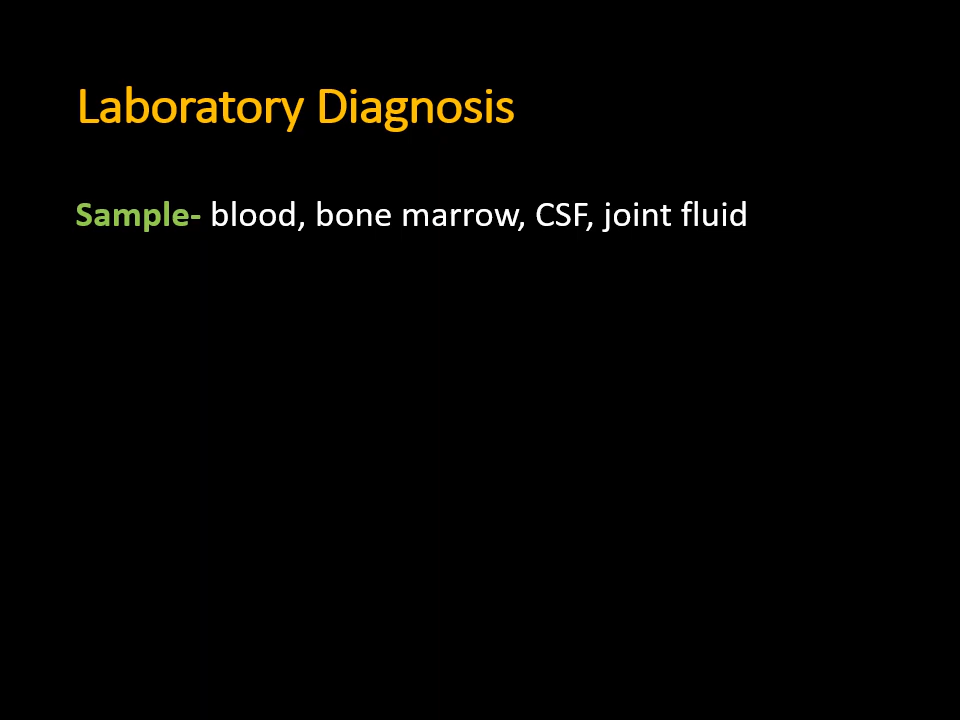 Laboratory Diagnosis
Sample- blood, bone marrow, CSF, joint fluid